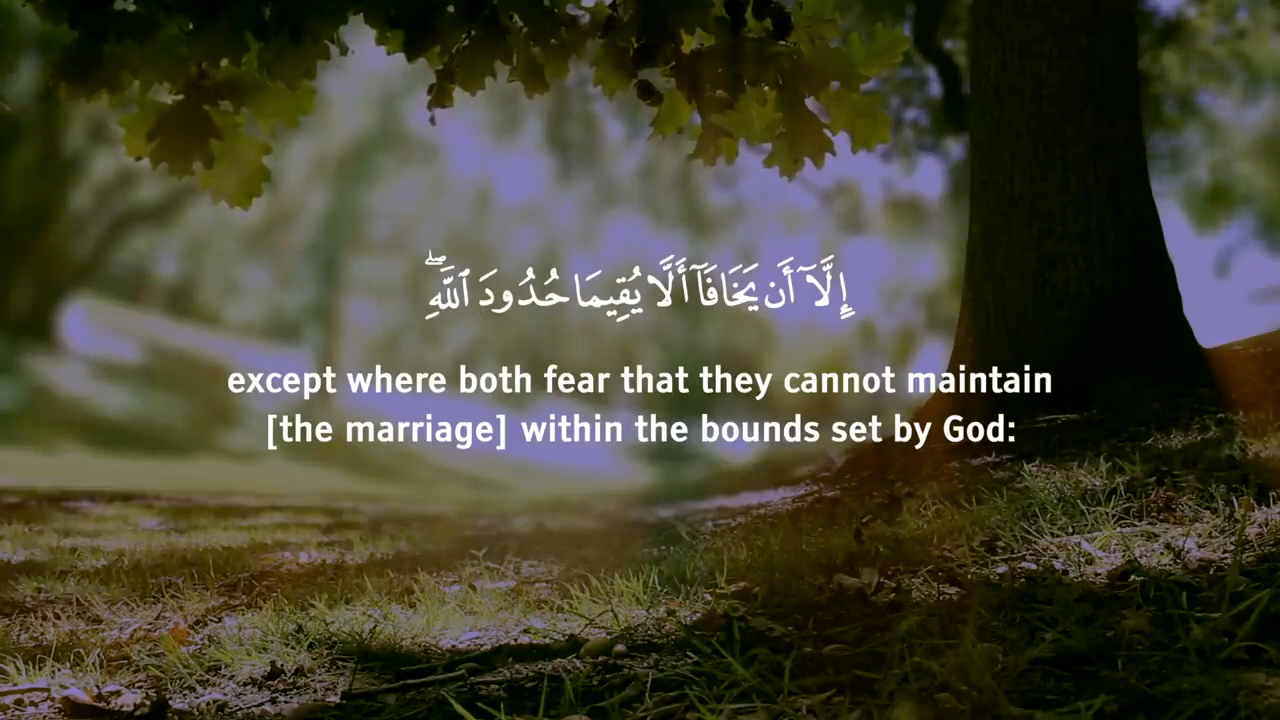 إِلَّآ أَن يَخَافَآ أَلَّا يُقِيمَا حُدُودَ ٱللَّهِۖ
except where both fear that they cannot maintain
[the marriage] within the bounds set by God: